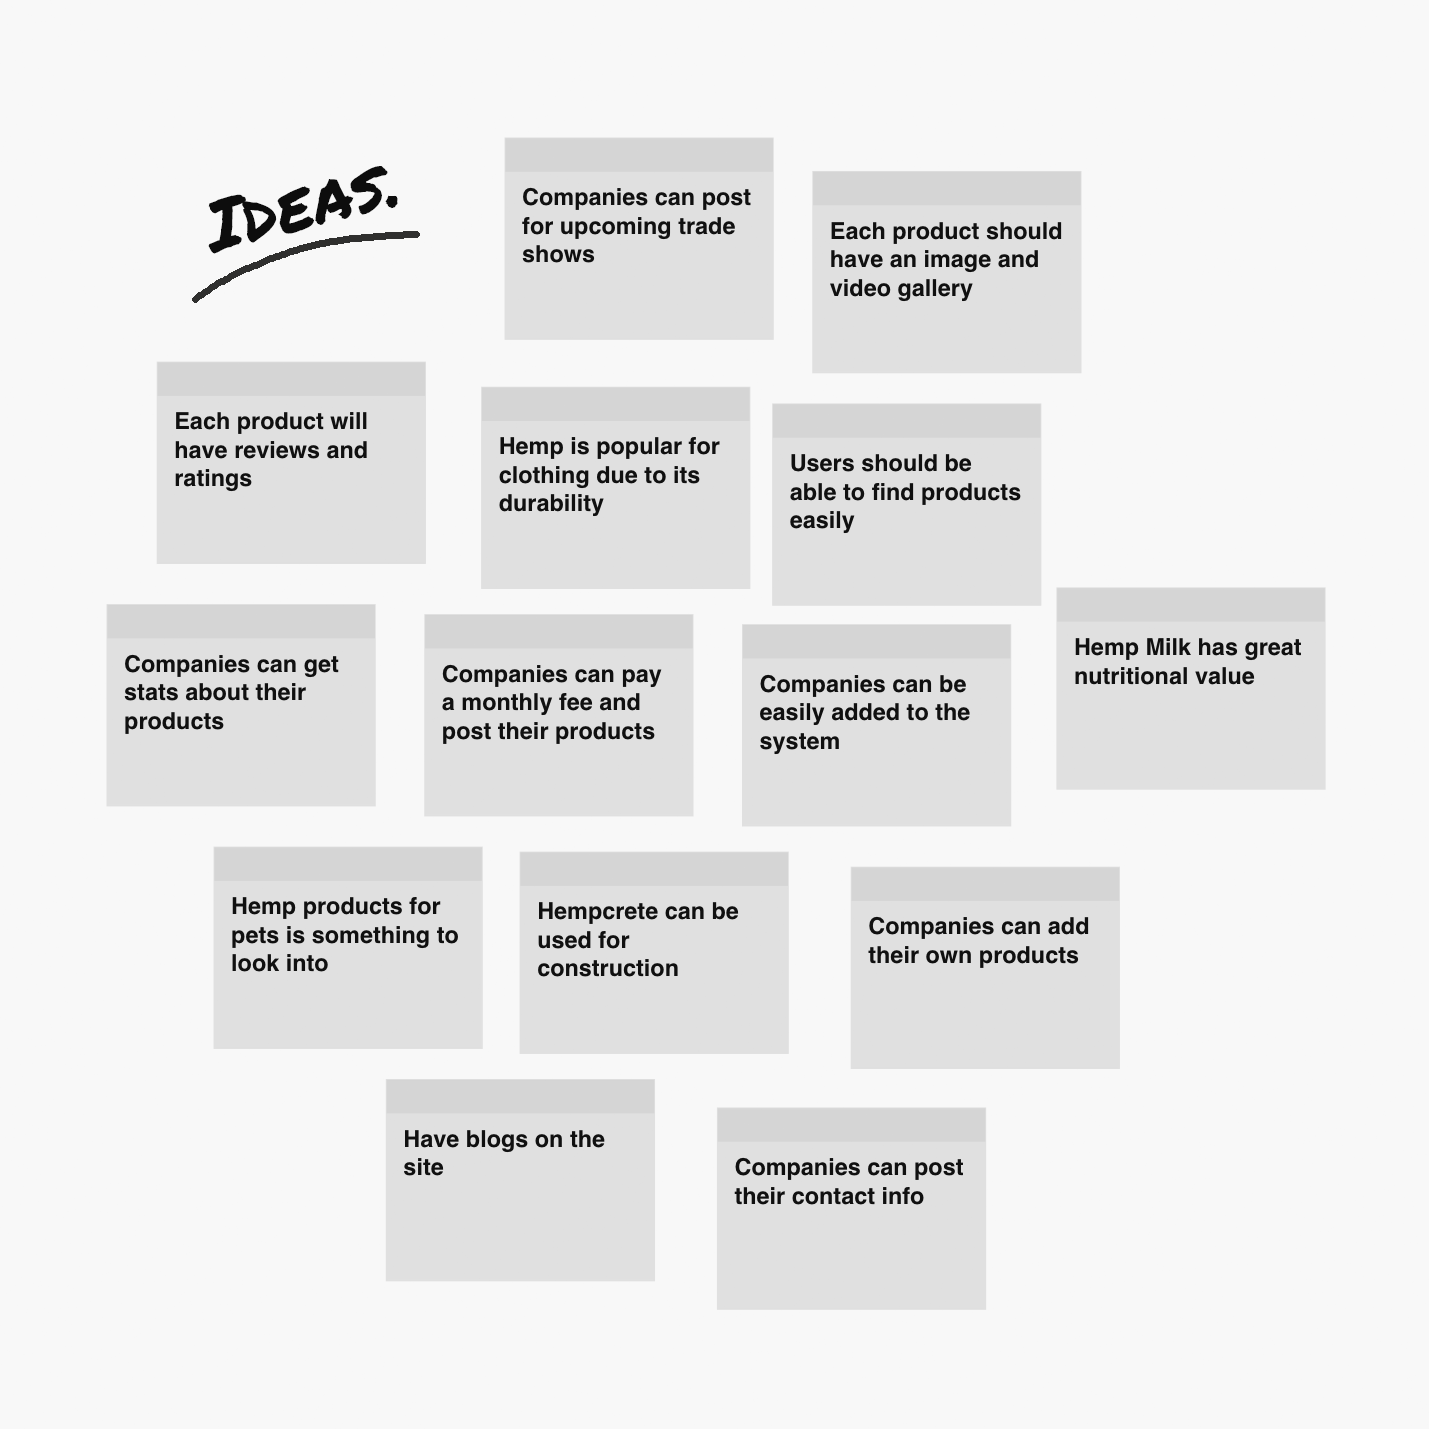 IDEAS.
Companies can post
for upcoming trade
shows
Each product should
have an image and
video gallery
Each product will
have reviews and
ratings
Hemp is popular for
clothing due to its
durability
Users should be
able to find products
easily
Companies can get
stats about their
products
Companies can pay
a monthly fee and
post their products
Companies can be
easily added to the
system
Hemp Milk has great
nutritional value
Hemp products for
pets is something to
look into
Hempcrete can be
used for
construction
Companies can add
their own products
Have blogs on the
site
Companies can post
their contact info